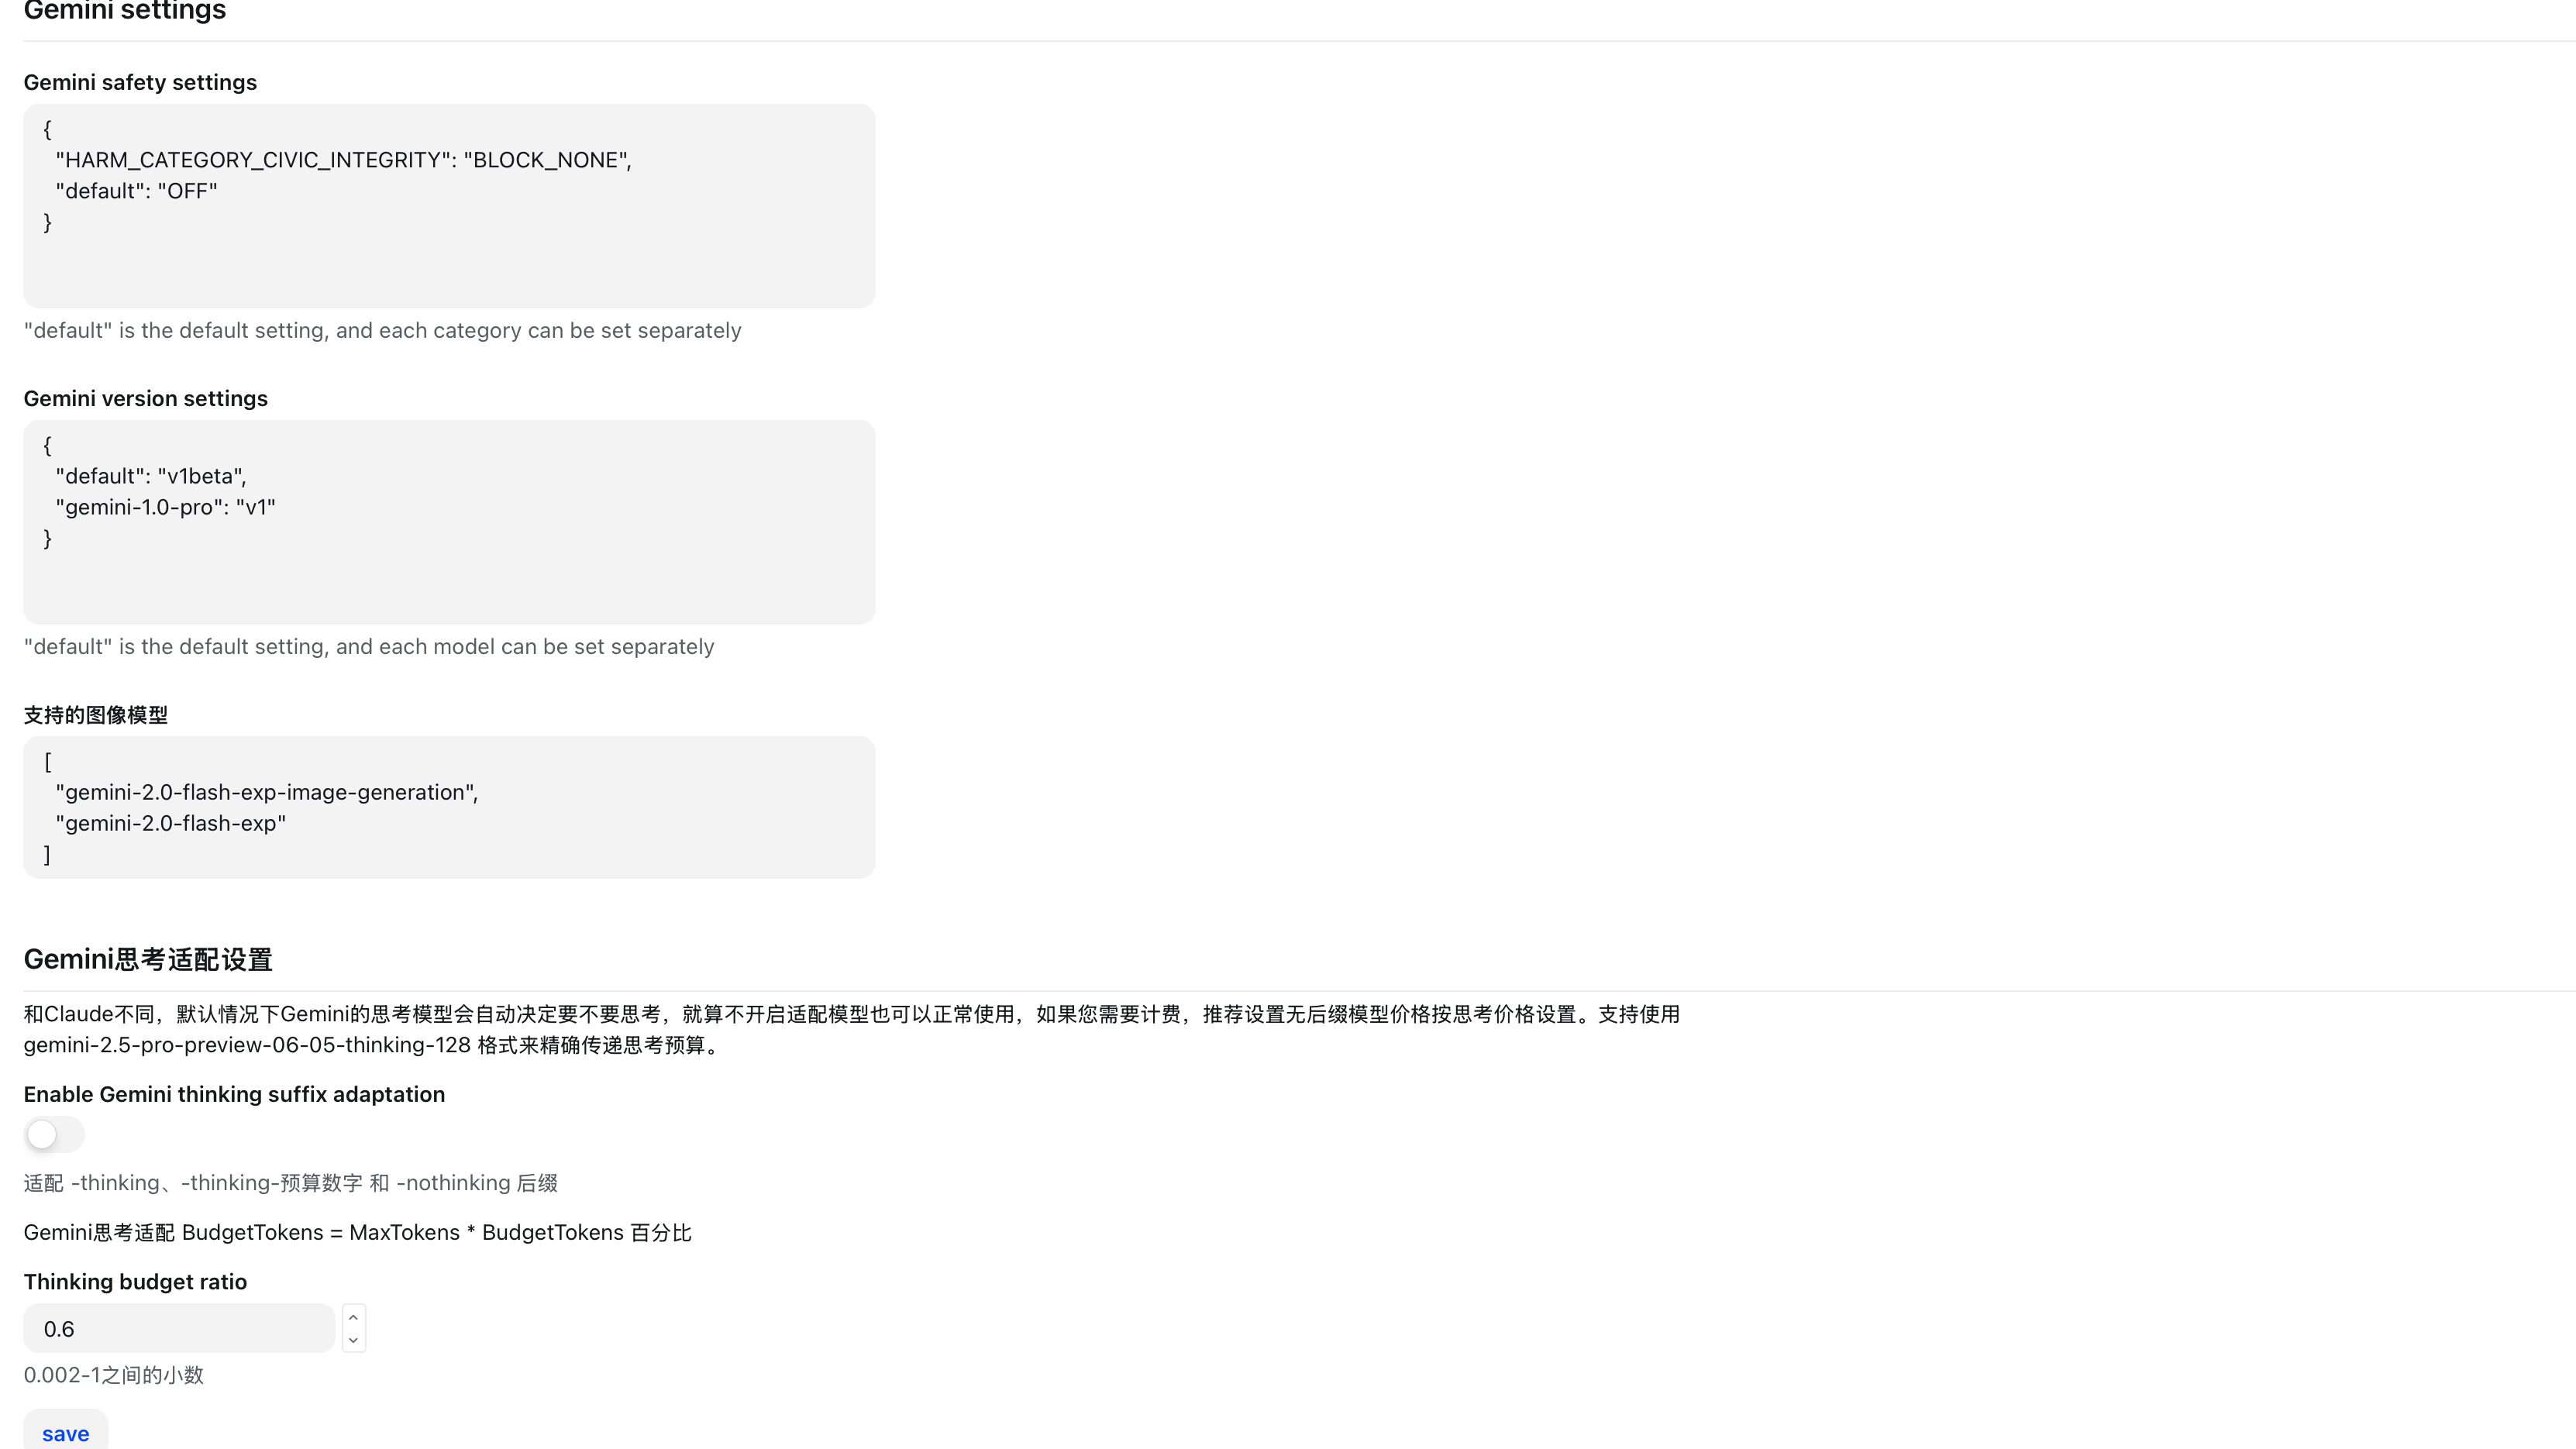 Gemini settings
Gemini safety settings
{
  "HARM_CATEGORY_CIVIC_INTEGRITY": "BLOCK_NONE",
  "default": "OFF"
}
"default" is the default setting, and each category can be set separately
Gemini version settings
{
  "default": "v1beta",
  "gemini-1.0-pro": "v1"
}
"default" is the default setting, and each model can be set separately
支持的图像模型
[
  "gemini-2.0-flash-exp-image-generation",
  "gemini-2.0-flash-exp"
]
Gemini思考适配设置
和Claude不同，默认情况下Gemini的思考模型会自动决定要不要思考，就算不开启适配模型也可以正常使用，如果您需要计费，推荐设置无后缀模型价格按思考价格设置。支持使用
gemini-2.5-pro-preview-06-05-thinking-128 格式来精确传递思考预算。
Enable Gemini thinking suffix adaptation
适配 -thinking、-thinking-预算数字 和 -nothinking 后缀
Gemini思考适配 BudgetTokens = MaxTokens * BudgetTokens 百分比
Thinking budget ratio
0.6
0.002-1之间的小数
save